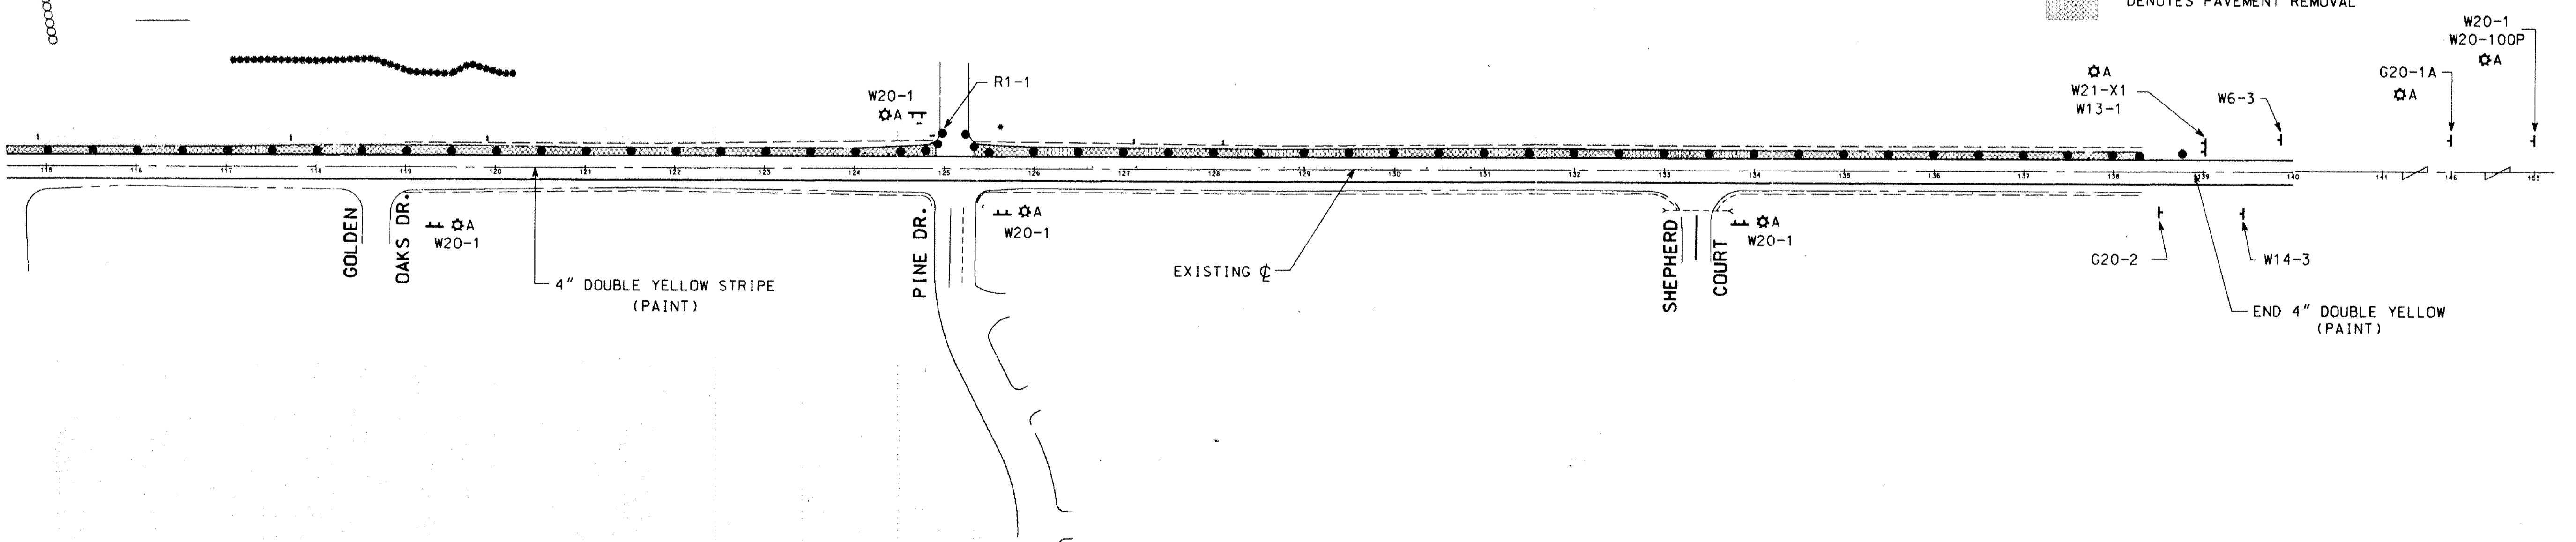 DENOTES PAVEMENT REMOVAL
W20-1
W20-100P
A
G20-1A
A
A
W21-X1
W13-1
W6-3
R1-1
W20-1
A
115 116 117 118 119 120 121 122 123 124 125 126 127 128 129 130 131 132 133 134 135 136 137 138 139 140 141 146 153
GOLDEN
OAKS DR.
A
W20-1
PINE DR.
A
W20-1
SHEPHERD
COURT
A
W20-1
4" DOUBLE YELLOW STRIPE
(PAINT)
EXISTING ℄
G20-2
W14-3
END 4" DOUBLE YELLOW
(PAINT)